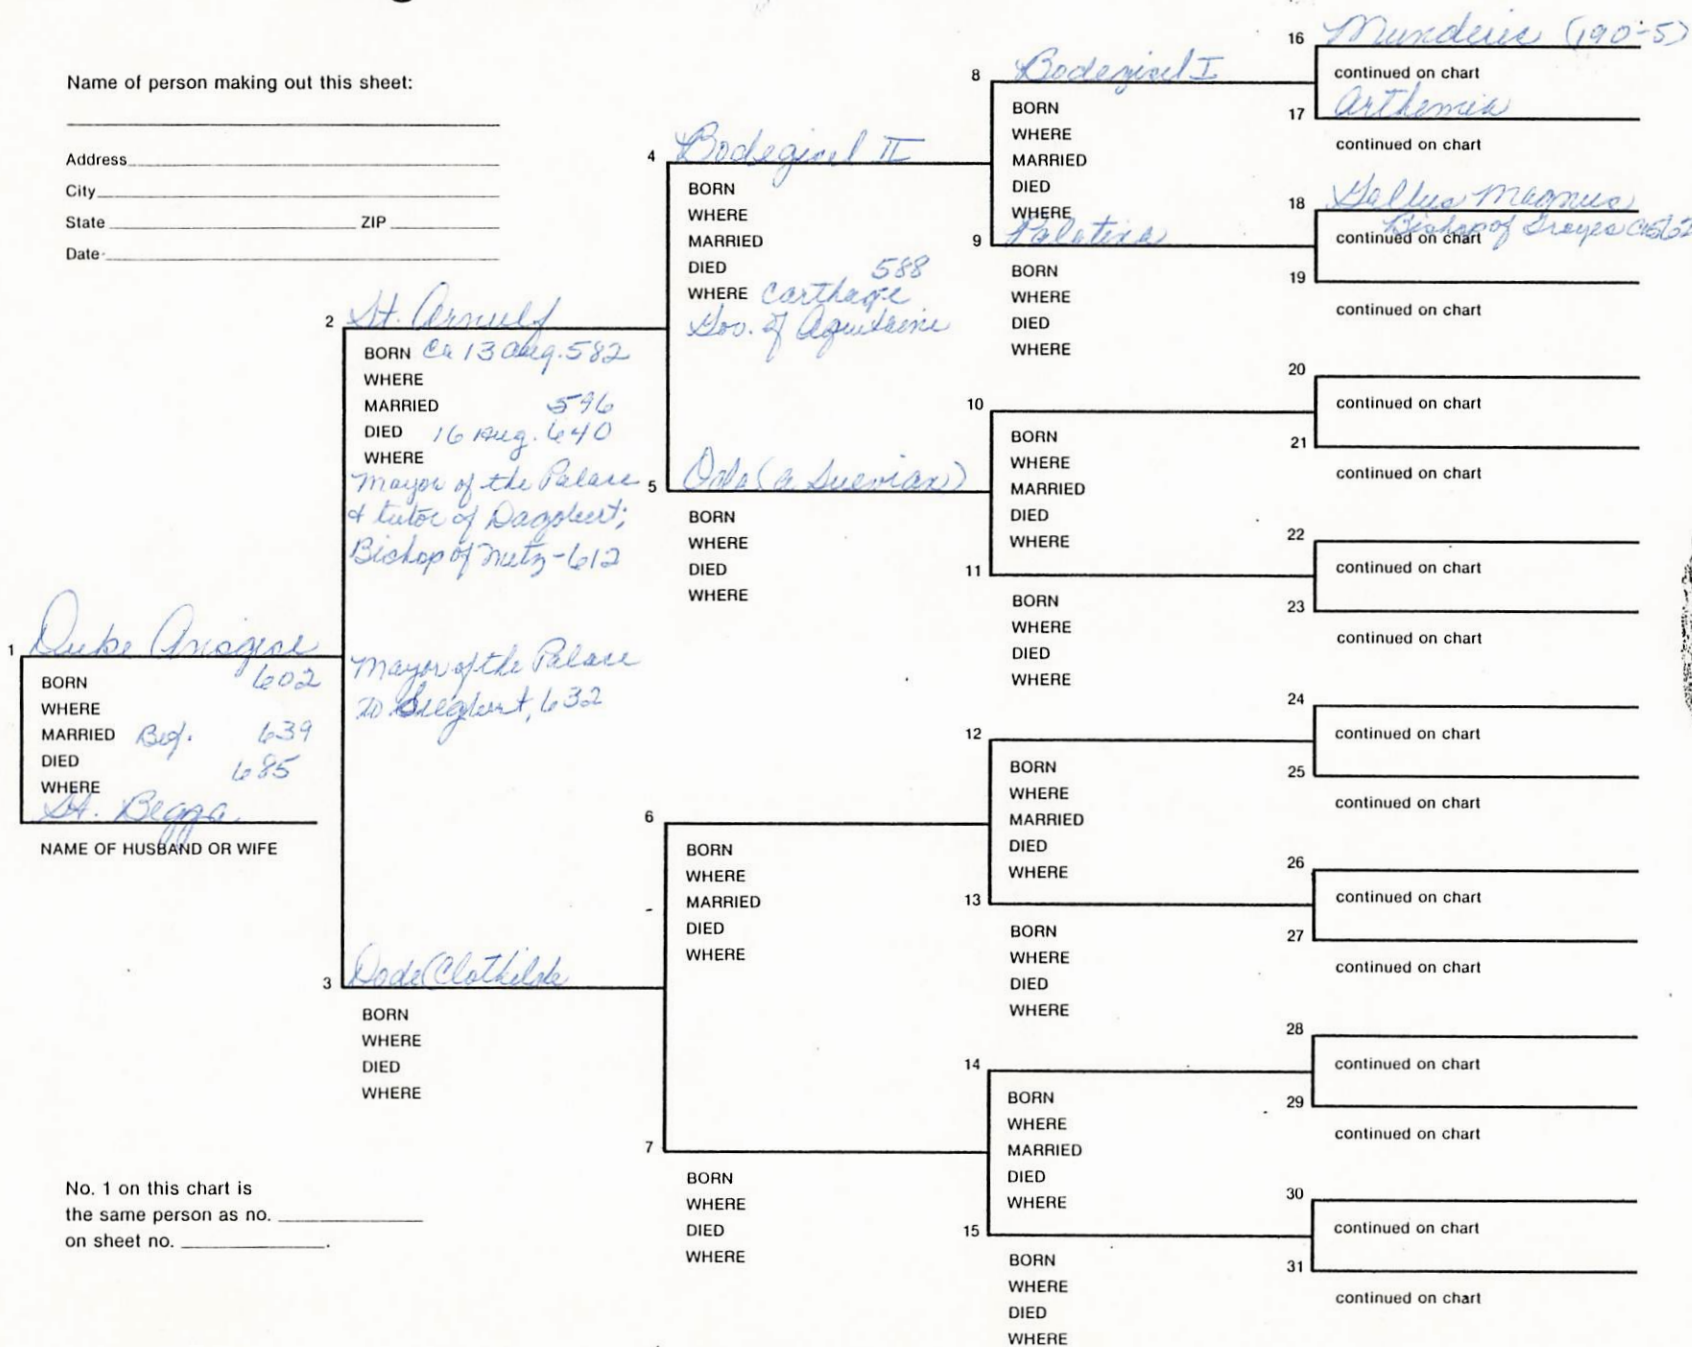 Name of person making out this sheet:
Address
City
State ZIP
Date
1 Duke Ansgise
BORN 602
WHERE
MARRIED Bef. 639
DIED 685
WHERE
St. Begga
NAME OF HUSBAND OR WIFE
2 St. Arnulf
BORN Ca 13 Aug. 582
WHERE
MARRIED 596
DIED 16 Aug. 640
WHERE
Mayor of the Palace
& tutor of Dagobert;
Bishop of Metz-612
Mayor of the Palace
to Siegbert, 632
3 Dode (Clothilde
BORN
WHERE
DIED
WHERE
No. 1 on this chart is
the same person as no.
on sheet no.
4 Bodegisel II
BORN
WHERE
MARRIED
DIED 588
WHERE Carthage
Gov. of Aquitaine
5 Oda (a Suevian)
BORN
WHERE
DIED
WHERE
6
BORN
WHERE
MARRIED
DIED
WHERE
7
BORN
WHERE
DIED
WHERE
8 Bodegisel I
BORN
WHERE
MARRIED
DIED
WHERE
9 Palatina
BORN
WHERE
DIED
WHERE
10
BORN
WHERE
MARRIED
DIED
WHERE
11
BORN
WHERE
DIED
WHERE
12
BORN
WHERE
MARRIED
DIED
WHERE
13
BORN
WHERE
DIED
WHERE
14
BORN
WHERE
MARRIED
DIED
WHERE
15
BORN
WHERE
DIED
WHERE
16 Munderic (190-5)
continued on chart
17 Arthemia
continued on chart
18 Gallus Magnus
Bishop of Troyes
continued on chart
19
continued on chart
20
continued on chart
21
continued on chart
22
continued on chart
23
continued on chart
24
continued on chart
25
continued on chart
26
continued on chart
27
continued on chart
28
continued on chart
29
continued on chart
30
continued on chart
31
continued on chart